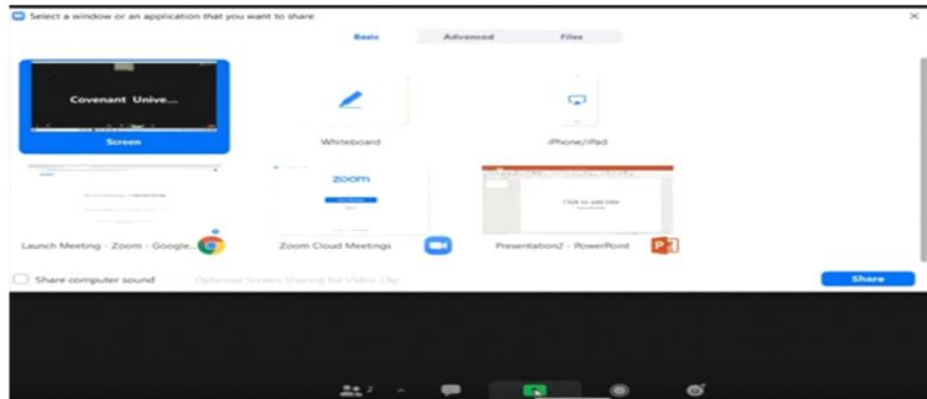 Select a window or an application that you want to share
Basic Advanced Files
Covenant Unive...
Screen Whiteboard iPhone/iPad
zoom
Click to add title
Launch Meeting - Zoom - Google... Zoom Cloud Meetings Presentation2 - PowerPoint
Share computer sound Optimize Screen Sharing for Video Clip Share
2